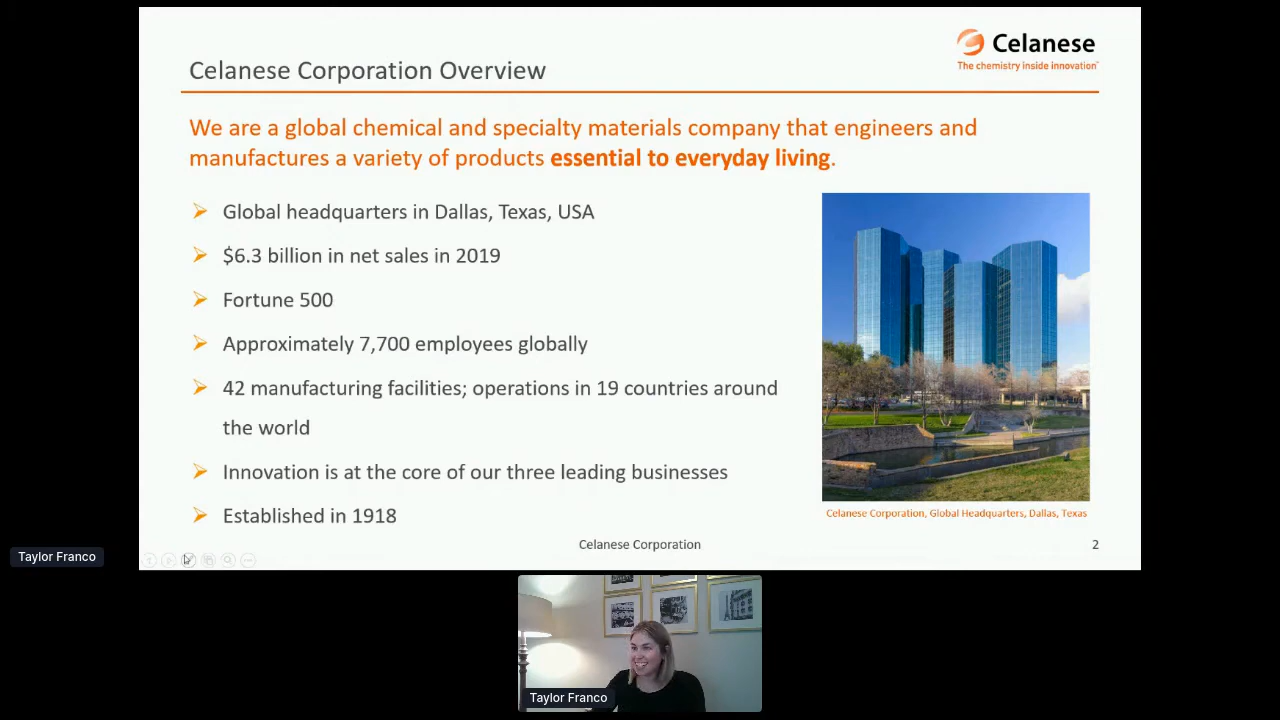 Celanese Corporation Overview
Celanese
The chemistry inside innovation™
We are a global chemical and specialty materials company that engineers and
manufactures a variety of products essential to everyday living.
Global headquarters in Dallas, Texas, USA
$6.3 billion in net sales in 2019
Fortune 500
Approximately 7,700 employees globally
42 manufacturing facilities; operations in 19 countries around
the world
Innovation is at the core of our three leading businesses
Established in 1918
Celanese Corporation, Global Headquarters, Dallas, Texas
Celanese Corporation
2
Taylor Franco
Taylor Franco